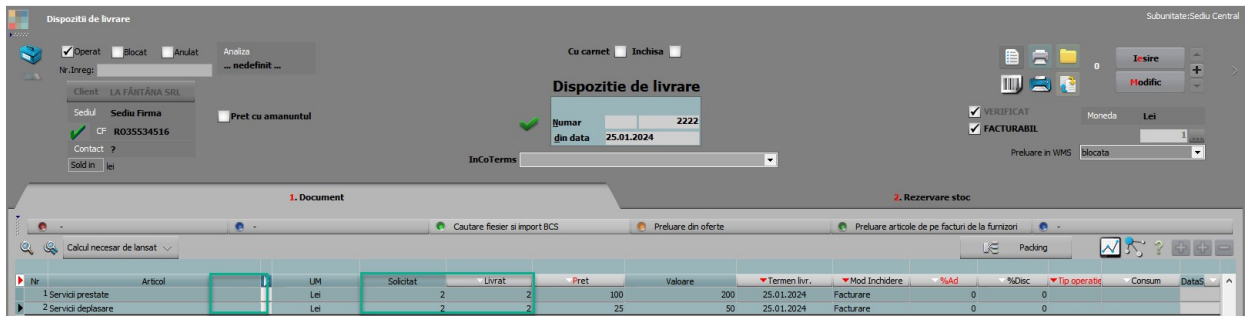 Dispozitii de livrare
Subunitate:Sediu Central
Operat Blocat Anulat
Nr.Inreg:
Analiza
... nedefinit ...
Cu carnet Inchisa
0
Iesire
Modific
Client LA FÂNTÂNA SRL
Sediul Sediu Firma
CF RO35534516
Contact ?
Sold in lei
Pret cu amanuntul
Dispozitie de livrare
Numar 2222
din data 25.01.2024
InCoTerms
VERIFICAT
FACTURABIL
Moneda Lei
1
Preluare in WMS blocata
1. Document
2. Rezervare stoc
-
-
Cautare fiesier si import BCS
Preluare din oferte
Preluare articole de pe facturi de la furnizori
-
Calcul necesar de lansat
Packing
Nr Articol UM Solicitat Livrat Pret Valoare Termen livr. Mod Inchidere %Ad %Disc Tip operatie Consum DataS
1 Servicii prestate Lei 2 2 100 200 25.01.2024 Facturare 0 0
2 Servicii deplasare Lei 2 2 25 50 25.01.2024 Facturare 0 0